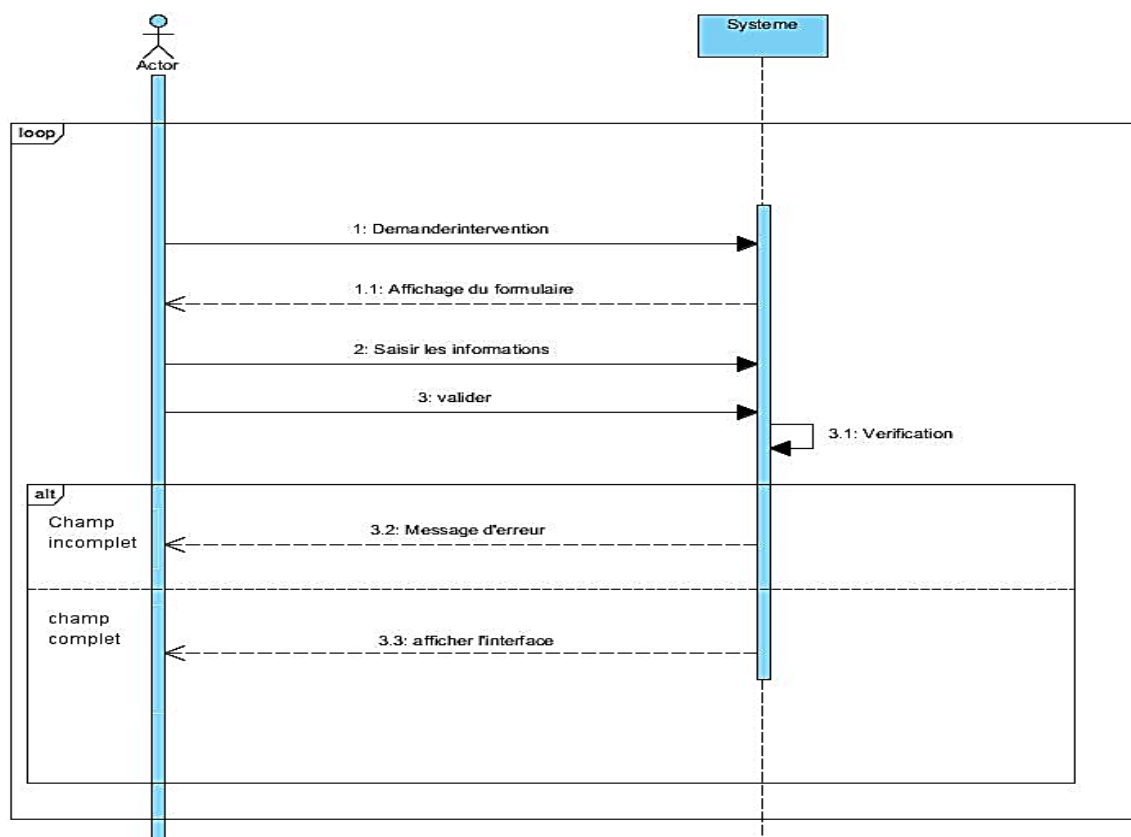 Actor
Systeme
loop
1: Demanderintervention
1.1: Affichage du formulaire
2: Saisir les informations
3: valider
3.1: Verification
alt
Champ
incomplet
3.2: Message d'erreur
champ
complet
3.3: afficher l'interface